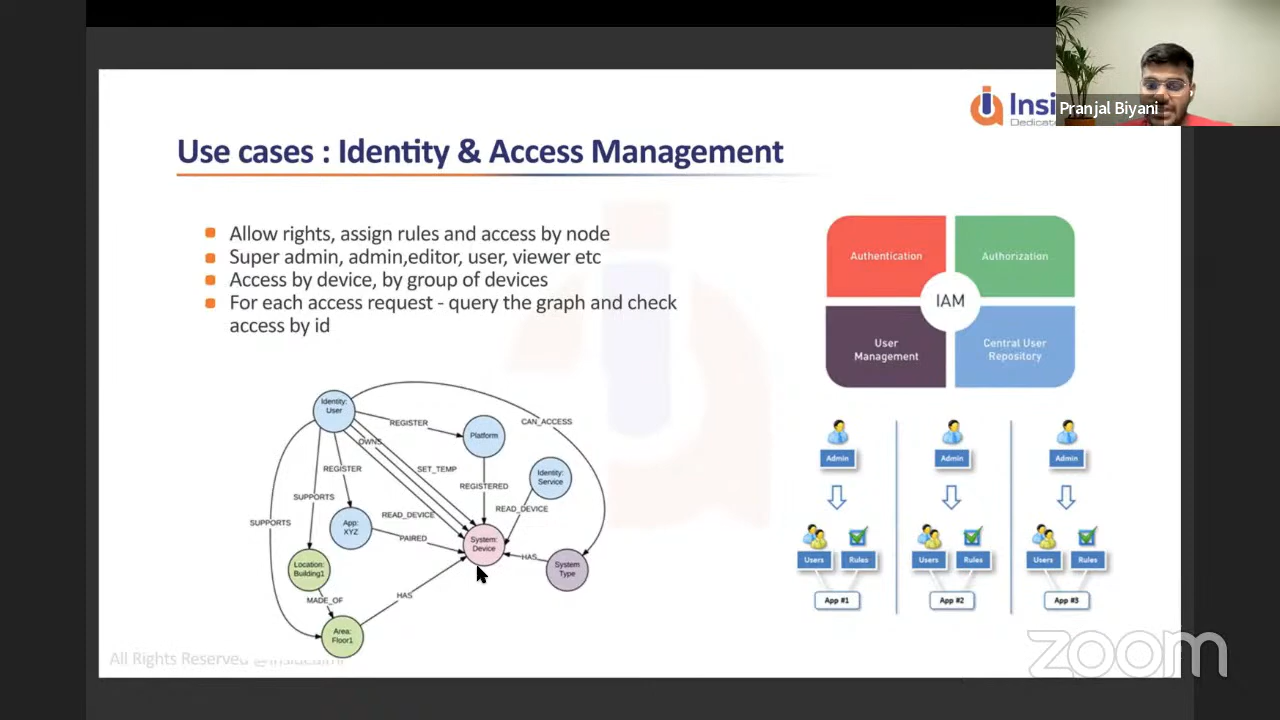 Insi
Dedicat
Pranjal Biyani
Use cases : Identity & Access Management
Allow rights, assign rules and access by node
Super admin, admin,editor, user, viewer etc
Access by device, by group of devices
For each access request - query the graph and check
access by id
Authentication
Authorization
IAM
User
Management
Central User
Repository
Identity:
User
REGISTER
Platform
CAN_ACCESS
OWNS
REGISTER
SET_TEMP
Identity:
Service
REGISTERED
SUPPORTS
READ_DEVICE
READ_DEVICE
SUPPORTS
App:
XYZ
PAIRED
System:
Device
HAS
System
Type
Location:
Building1
MADE_OF
HAS
Area:
Floor1
Admin
Admin
Admin
Users
Rules
Users
Rules
Users
Rules
App #1
App #2
App #3
All Rights Reserved
zoom